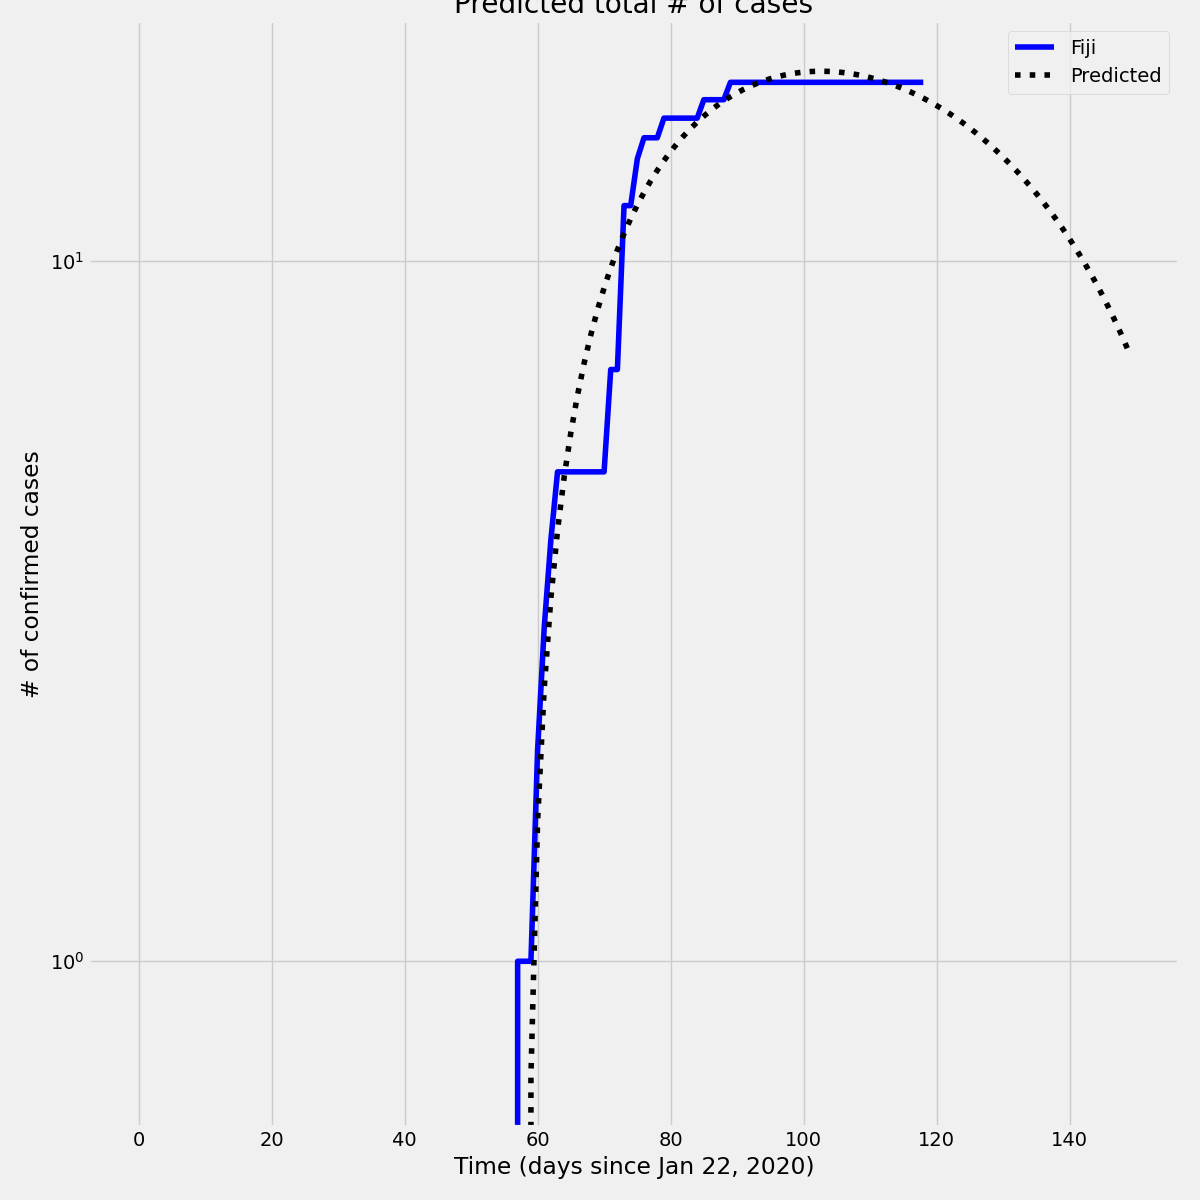 Predicted total # of cases
Fiji
Predicted
# of confirmed cases
10¹
10⁰
0 20 40 60 80 100 120 140
Time (days since Jan 22, 2020)